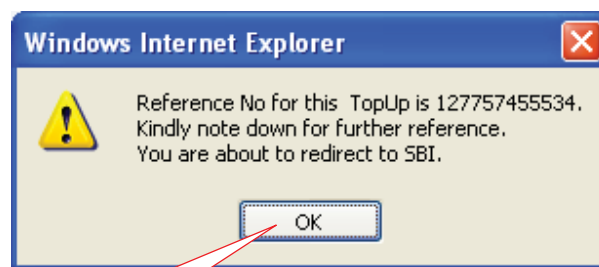 Windows Internet Explorer
Reference No for this TopUp is 127757455534.
Kindly note down for further reference.
You are about to redirect to SBI.
OK